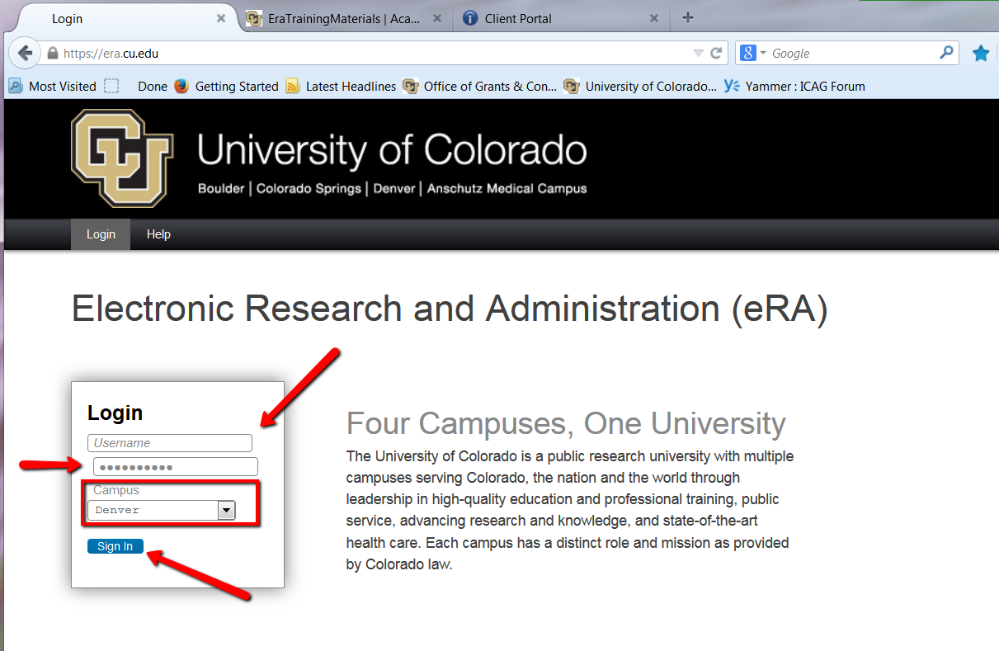 Login
EraTrainingMaterials | Aca...
Client Portal
https://era.cu.edu
Google
Most Visited
Done
Getting Started
Latest Headlines
Office of Grants & Con...
University of Colorado...
Yammer : ICAG Forum
CU
University of Colorado
Boulder | Colorado Springs | Denver | Anschutz Medical Campus
Login
Help
Electronic Research and Administration (eRA)
Login
Username
Campus
Denver
Sign In
Four Campuses, One University
The University of Colorado is a public research university with multiple
campuses serving Colorado, the nation and the world through
leadership in high-quality education and professional training, public
service, advancing research and knowledge, and state-of-the-art
health care. Each campus has a distinct role and mission as provided
by Colorado law.